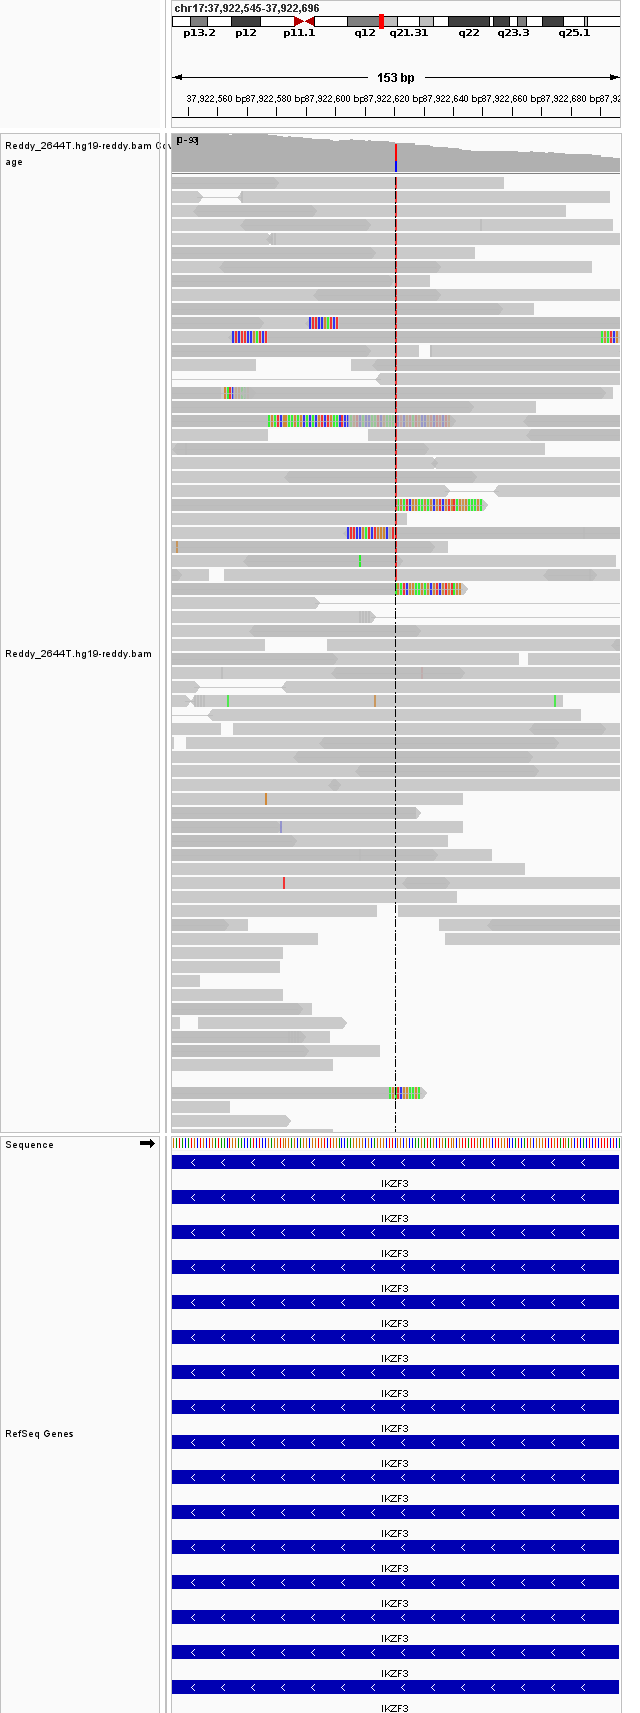 chr17:37,922,545-37,922,696
p13.2 p12 p11.1 q12 q21.31 q22 q23.3 q25.1
153 bp
37,922,560 bp 37,922,580 bp 37,922,600 bp 37,922,620 bp 37,922,640 bp 37,922,660 bp 37,922,680 bp 37,92
[0-93]
Reddy_2644T.hg19-reddy.bam Cov
age
Reddy_2644T.hg19-reddy.bam
Sequence
IKZF3
IKZF3
IKZF3
IKZF3
IKZF3
IKZF3
IKZF3
RefSeq Genes
IKZF3
IKZF3
IKZF3
IKZF3
IKZF3
IKZF3
IKZF3
IKZF3
IKZF3